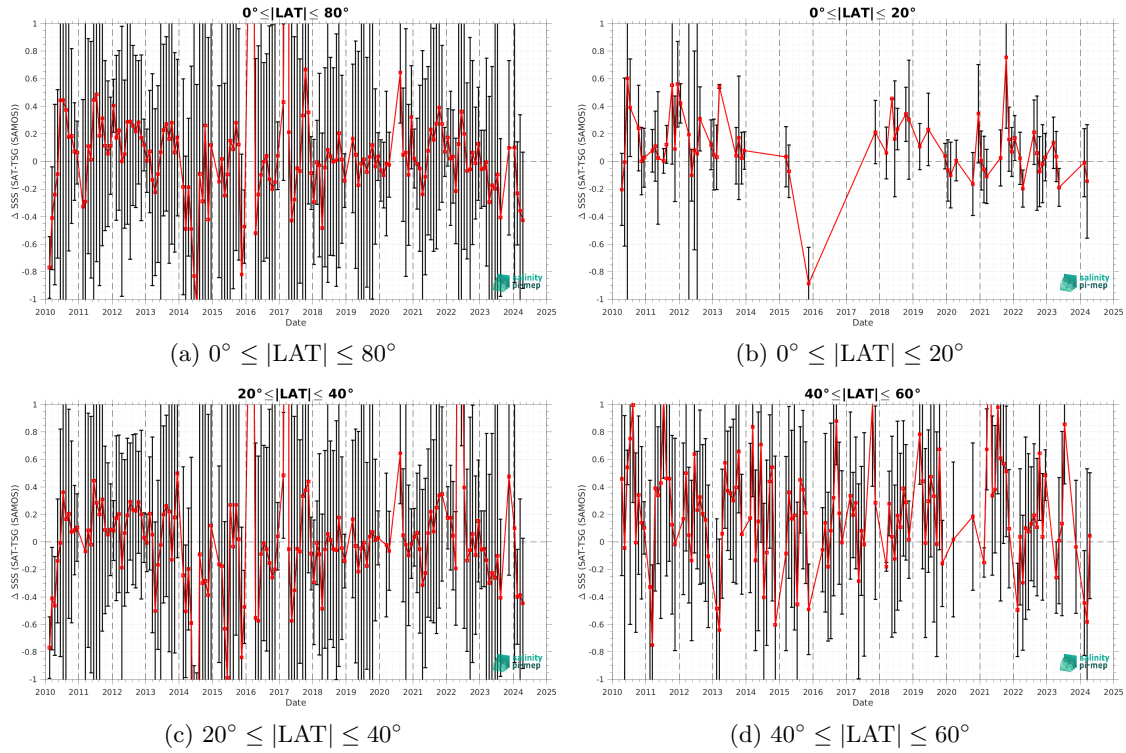 0°≤|LAT|≤ 80°
Δ SSS (SAT-TSG (SAMOS))
1
0.8
0.6
0.4
0.2
0
-0.2
-0.4
-0.6
-0.8
-1
2010 2011 2012 2013 2014 2015 2016 2017 2018 2019 2020 2021 2022 2023 2024 2025
Date
salinity
pi-mep
(a) 0° ≤ |LAT| ≤ 80°
0°≤|LAT|≤ 20°
Δ SSS (SAT-TSG (SAMOS))
1
0.8
0.6
0.4
0.2
0
-0.2
-0.4
-0.6
-0.8
-1
2010 2011 2012 2013 2014 2015 2016 2017 2018 2019 2020 2021 2022 2023 2024 2025
Date
salinity
pi-mep
(b) 0° ≤ |LAT| ≤ 20°
20°≤|LAT|≤ 40°
Δ SSS (SAT-TSG (SAMOS))
1
0.8
0.6
0.4
0.2
0
-0.2
-0.4
-0.6
-0.8
-1
2010 2011 2012 2013 2014 2015 2016 2017 2018 2019 2020 2021 2022 2023 2024 2025
Date
salinity
pi-mep
(c) 20° ≤ |LAT| ≤ 40°
40°≤|LAT|≤ 60°
Δ SSS (SAT-TSG (SAMOS))
1
0.8
0.6
0.4
0.2
0
-0.2
-0.4
-0.6
-0.8
-1
2010 2011 2012 2013 2014 2015 2016 2017 2018 2019 2020 2021 2022 2023 2024 2025
Date
salinity
pi-mep
(d) 40° ≤ |LAT| ≤ 60°